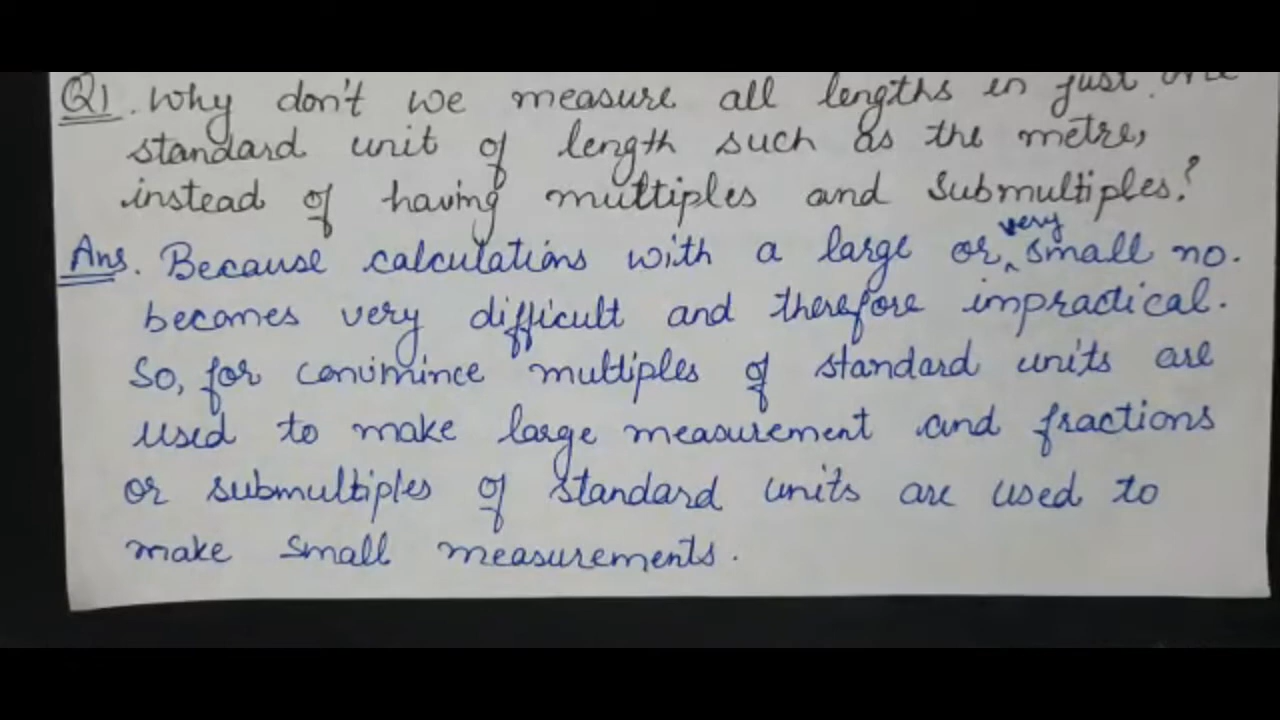 Q1. Why don't we measure all lengths in just one
standard unit of length such as the metre,
instead of having multiples and submultiples?
Ans. Because calculations with a large or very small no.
becomes very difficult and therefore impractical.
So, for convinince multiples of standard units are
used to make large measurement and fractions
or submultiples of standard units are used to
make small measurements.